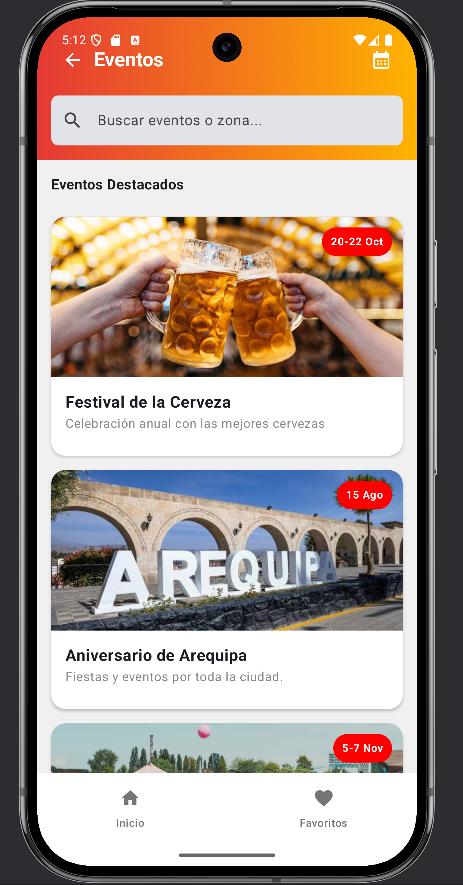 5:12
Eventos
Buscar eventos o zona...
Eventos Destacados
20-22 Oct
Festival de la Cerveza
Celebración anual con las mejores cervezas
15 Ago
AREQUIPA
Aniversario de Arequipa
Fiestas y eventos por toda la ciudad.
5-7 Nov
Inicio
Favoritos